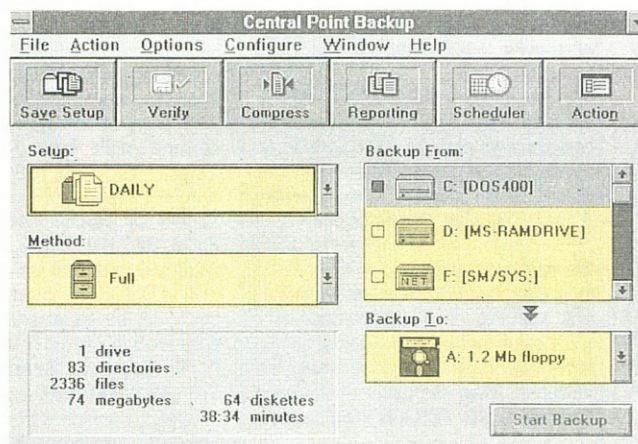 Central Point Backup
File Action Options Configure Window Help
Save Setup Verify Compress Reporting Scheduler Action
Setup:
DAILY
Method:
Full
Backup From:
C: [DOS400]
D: [MS-RAMDRIVE]
NET F: [SM/SYS:]
Backup To:
A: 1.2 Mb floppy
1 drive
83 directories
2336 files
74 megabytes 64 diskettes
38:34 minutes
Start Backup